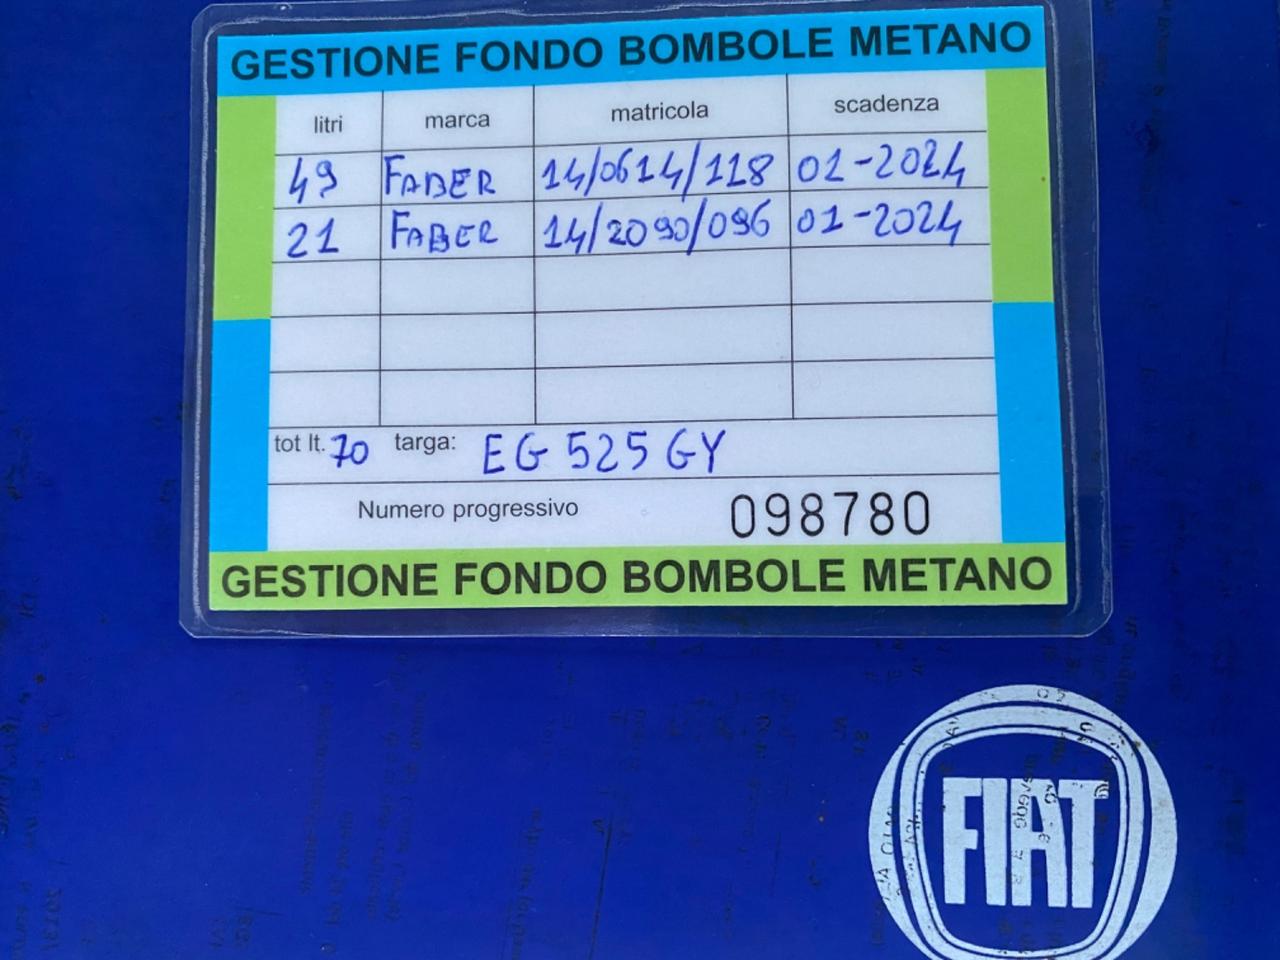 GESTIONE FONDO BOMBOLE METANO
litri marca matricola scadenza
49 FABER 14/0614/118 01-2024
21 FABER 14/2090/096 01-2024
tot lt. 70 targa: EG 525 GY
Numero progressivo 098780
GESTIONE FONDO BOMBOLE METANO
FIAT